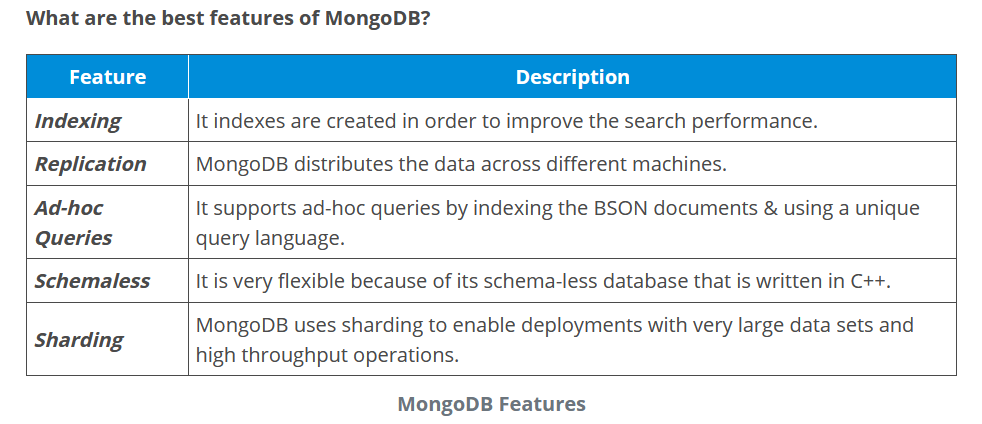 What are the best features of MongoDB?
Feature Description
Indexing It indexes are created in order to improve the search performance.
Replication MongoDB distributes the data across different machines.
Ad-hoc Queries
It supports ad-hoc queries by indexing the BSON documents & using a unique
query language.
Schemaless It is very flexible because of its schema-less database that is written in C++.
Sharding
MongoDB uses sharding to enable deployments with very large data sets and
high throughput operations.
MongoDB Features